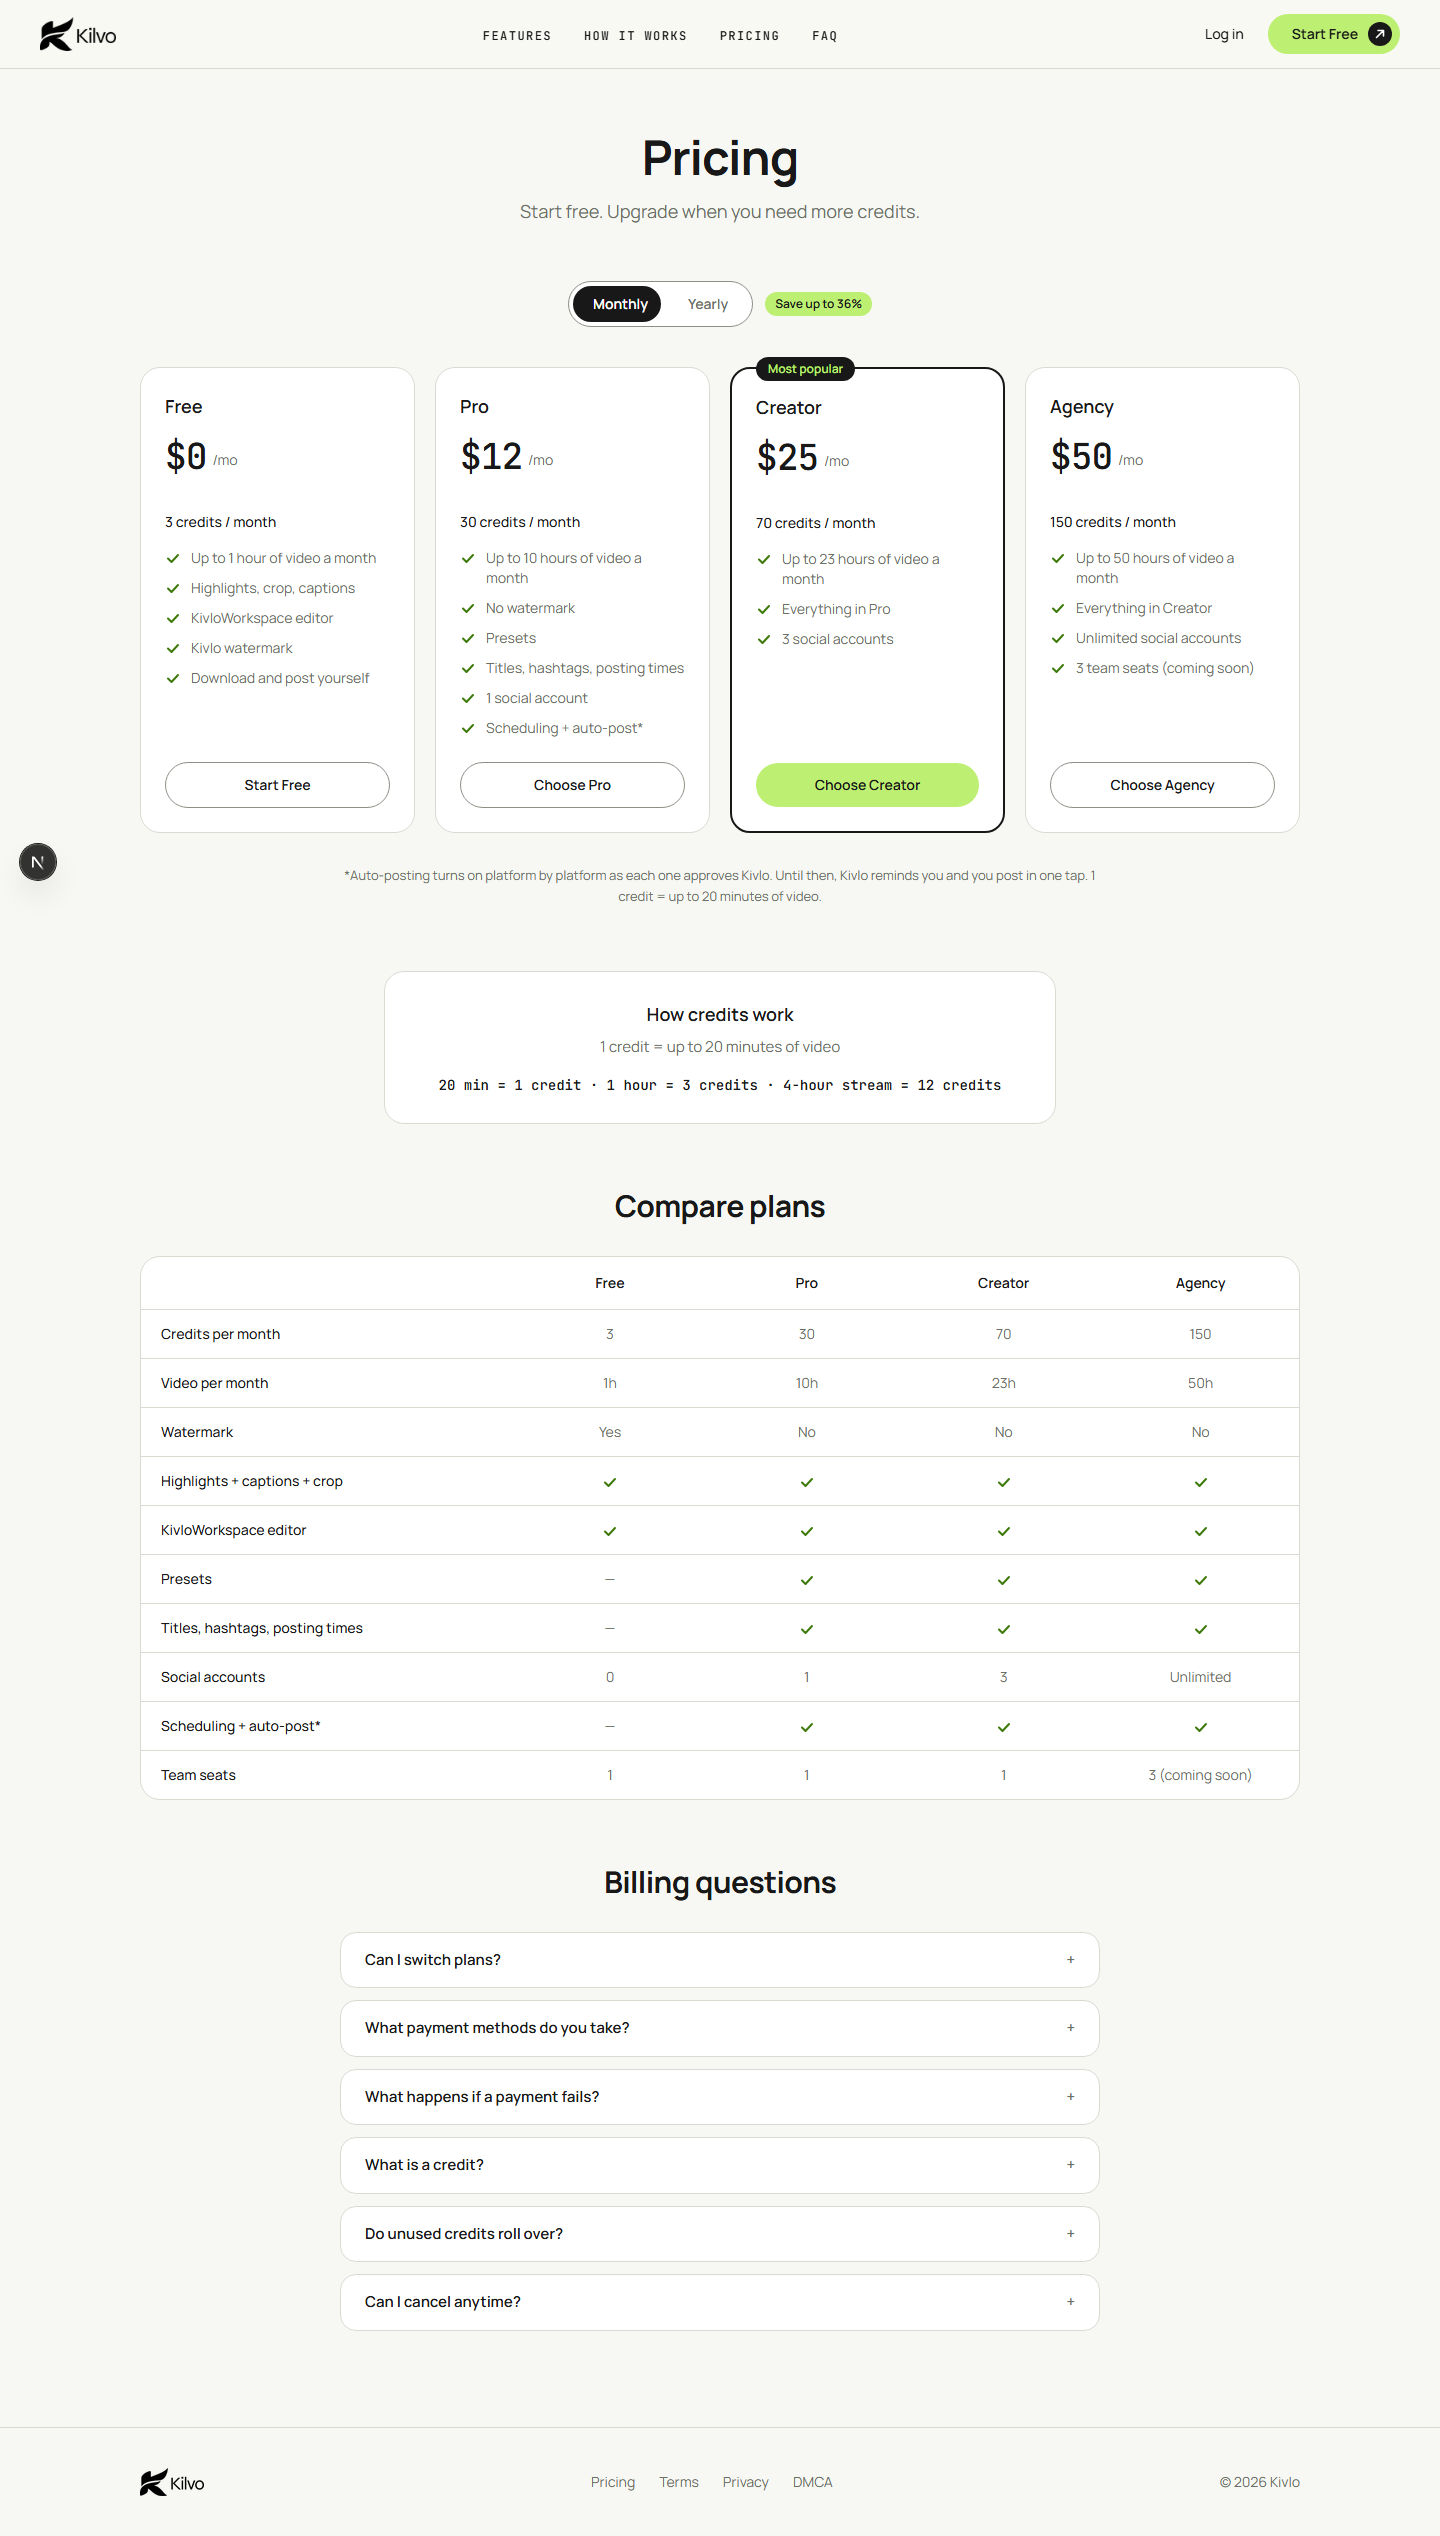 Kilvo
FEATURES HOW IT WORKS PRICING FAQ
Log in
Start Free
Pricing
Start free. Upgrade when you need more credits.
Monthly Yearly Save up to 36%
Free
$0 /mo
3 credits / month
Up to 1 hour of video a month
Highlights, crop, captions
KivloWorkspace editor
Kivlo watermark
Download and post yourself
Start Free
Pro
$12 /mo
30 credits / month
Up to 10 hours of video a
month
No watermark
Presets
Titles, hashtags, posting times
1 social account
Scheduling + auto-post*
Choose Pro
Most popular
Creator
$25 /mo
70 credits / month
Up to 23 hours of video a
month
Everything in Pro
3 social accounts
Choose Creator
Agency
$50 /mo
150 credits / month
Up to 50 hours of video a
month
Everything in Creator
Unlimited social accounts
3 team seats (coming soon)
Choose Agency
N
*Auto-posting turns on platform by platform as each one approves Kivlo. Until then, Kivlo reminds you and you post in one tap. 1
credit = up to 20 minutes of video.
How credits work
1 credit = up to 20 minutes of video
20 min = 1 credit · 1 hour = 3 credits · 4-hour stream = 12 credits
Compare plans
Free Pro Creator Agency
Credits per month 3 30 70 150
Video per month 1h 10h 23h 50h
Watermark Yes No No No
Highlights + captions + crop
KivloWorkspace editor
Presets —
Titles, hashtags, posting times —
Social accounts 0 1 3 Unlimited
Scheduling + auto-post* —
Team seats 1 1 1 3 (coming soon)
Billing questions
Can I switch plans? +
What payment methods do you take? +
What happens if a payment fails? +
What is a credit? +
Do unused credits roll over? +
Can I cancel anytime? +
Kilvo
Pricing Terms Privacy DMCA
© 2026 Kivlo